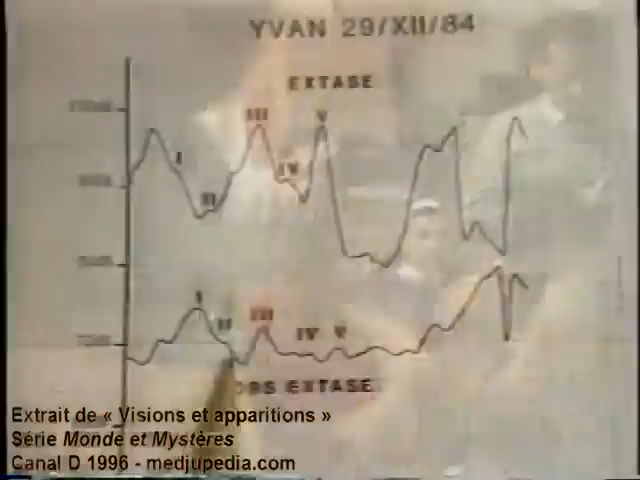 YVAN 29/XII/84
EXTASE
III
V
I
IV
II
I
II
III
IV
V
HORS EXTASE
Extrait de « Visions et apparitions »
Série Monde et Mystères
Canal D 1996 - medjupedia.com